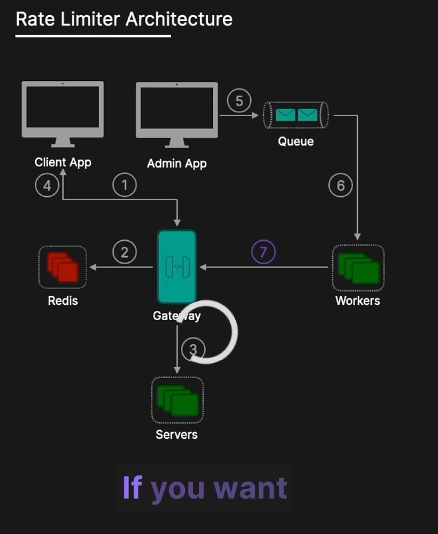 Rate Limiter Architecture
5
Queue
Client App
Admin App
4
1
6
2
7
Redis
Gateway
Workers
3
Servers
If you want